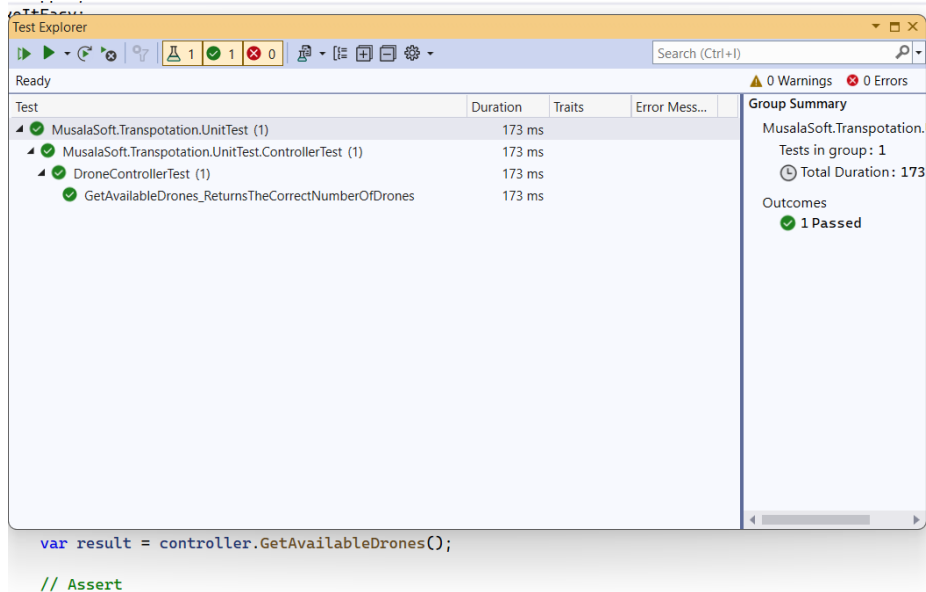 Test Explorer
1 1 0
Search (Ctrl+I)
Ready
0 Warnings 0 Errors
Test Duration Traits Error Mess...
MusalaSoft.Transpotation.UnitTest (1) 173 ms
MusalaSoft.Transpotation.UnitTest.ControllerTest (1) 173 ms
DroneControllerTest (1) 173 ms
GetAvailableDrones_ReturnsTheCorrectNumberOfDrones 173 ms
Group Summary
MusalaSoft.Transpotation.
Tests in group: 1
Total Duration: 173
Outcomes
1 Passed
var result = controller.GetAvailableDrones();
// Assert